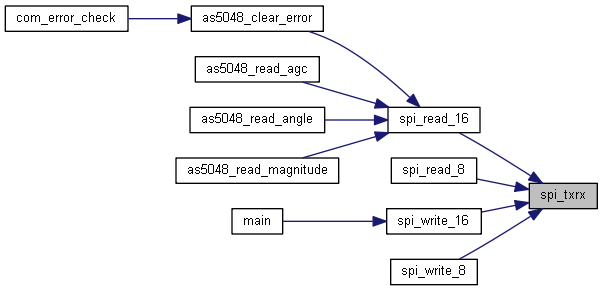 com_error_check
as5048_clear_error
as5048_read_agc
as5048_read_angle
spi_read_16
as5048_read_magnitude
spi_read_8
spi_txrx
main
spi_write_16
spi_write_8